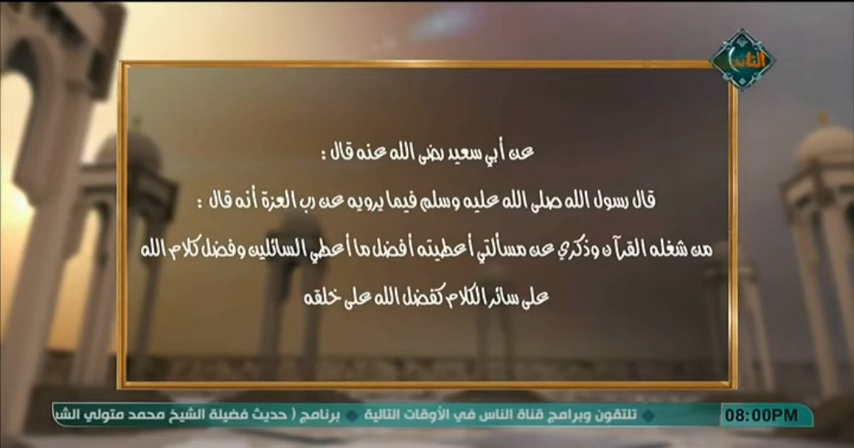 الناس
عن أبي سعيد رضى الله عنه قال :
قال رسول الله صلى الله عليه وسلم فيما يرويه عن رب العزة أنه قال :
من شغله القرآن وذكري عن مسألتي أعطيته أفضل ما أعطي السائلين وفضل كلام الله
على سائر الكلام كفضل الله على خلقه
تلتقون وبرامج قناة الناس في الأوقات التالية برنامج ( حديث فضيلة الشيخ محمد متولي
08:00PM